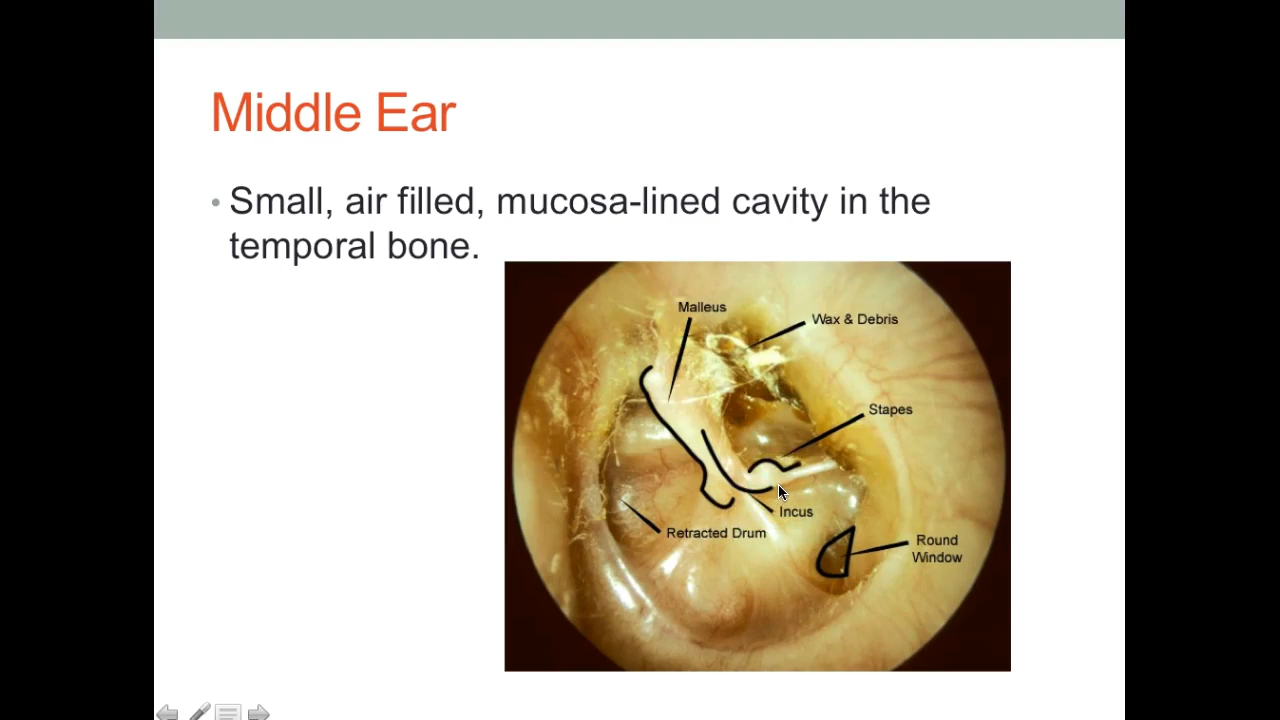 Middle Ear
• Small, air filled, mucosa-lined cavity in the
temporal bone.
Malleus
Wax & Debris
Stapes
Incus
Retracted Drum
Round
Window